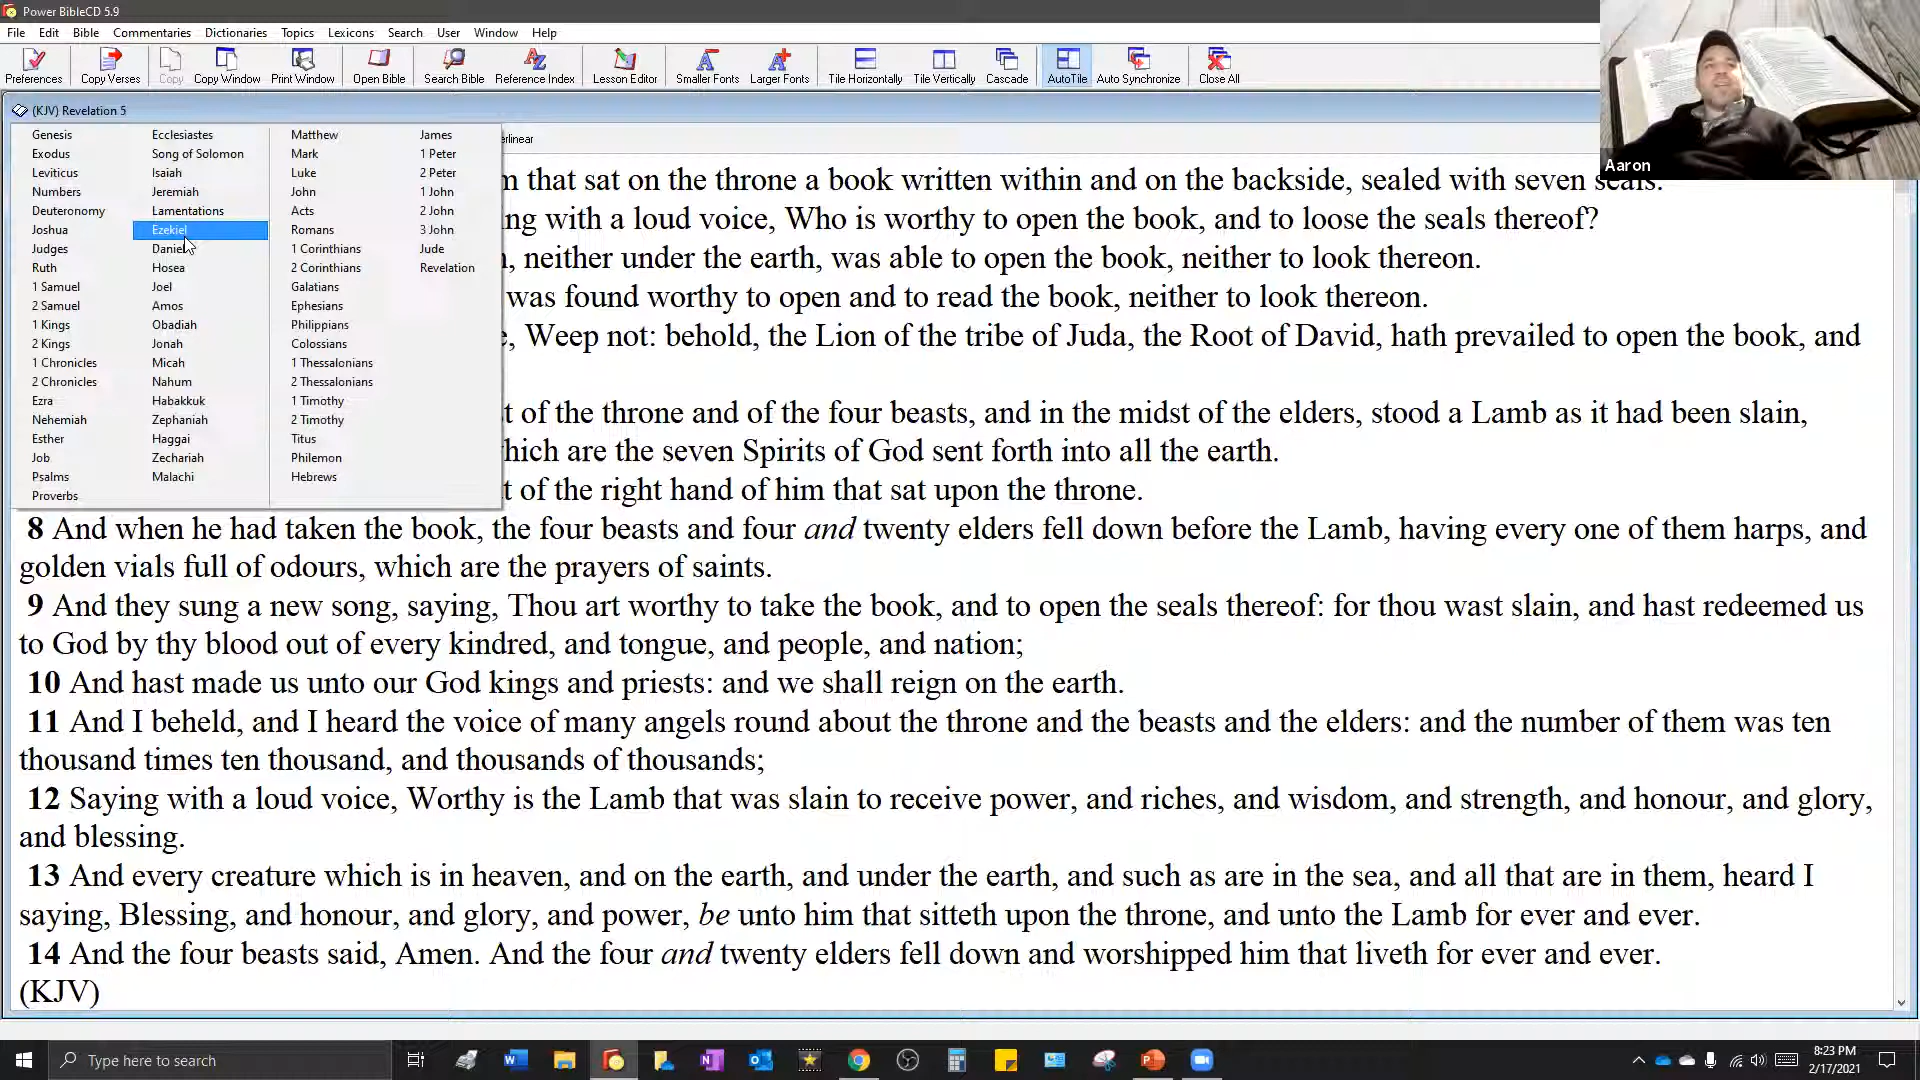 Power BibleCD 5.9
File Edit Bible Commentaries Dictionaries Topics Lexicons Search User Window Help
Preferences Copy Verses Copy Copy Window Print Window Open Bible Search Bible Reference Index Lesson Editor Smaller Fonts Larger Fonts Tile Horizontally Tile Vertically Cascade AutoTile Auto Synchronize Close All
(KJV) Revelation 5
Genesis Ecclesiastes Matthew James
Exodus Song of Solomon Mark 1 Peter
Leviticus Isaiah Luke 2 Peter
Numbers Jeremiah John 1 John
Deuteronomy Lamentations Acts 2 John
Joshua Ezekiel Romans 3 John
Judges Daniel 1 Corinthians Jude
Ruth Hosea 2 Corinthians Revelation
1 Samuel Joel Galatians
2 Samuel Amos Ephesians
1 Kings Obadiah Philippians
2 Kings Jonah Colossians
1 Chronicles Micah 1 Thessalonians
2 Chronicles Nahum 2 Thessalonians
Ezra Habakkuk 1 Timothy
Nehemiah Zephaniah 2 Timothy
Esther Haggai Titus
Job Zechariah Philemon
Psalms Malachi Hebrews
Proverbs
erlinear
Aaron
m that sat on the throne a book written within and on the backside, sealed with seven seals.
ng with a loud voice, Who is worthy to open the book, and to loose the seals thereof?
, neither under the earth, was able to open the book, neither to look thereon.
was found worthy to open and to read the book, neither to look thereon.
, Weep not: behold, the Lion of the tribe of Juda, the Root of David, hath prevailed to open the book, and
t of the throne and of the four beasts, and in the midst of the elders, stood a Lamb as it had been slain,
hich are the seven Spirits of God sent forth into all the earth.
t of the right hand of him that sat upon the throne.
8 And when he had taken the book, the four beasts and four and twenty elders fell down before the Lamb, having every one of them harps, and
golden vials full of odours, which are the prayers of saints.
9 And they sung a new song, saying, Thou art worthy to take the book, and to open the seals thereof: for thou wast slain, and hast redeemed us
to God by thy blood out of every kindred, and tongue, and people, and nation;
10 And hast made us unto our God kings and priests: and we shall reign on the earth.
11 And I beheld, and I heard the voice of many angels round about the throne and the beasts and the elders: and the number of them was ten
thousand times ten thousand, and thousands of thousands;
12 Saying with a loud voice, Worthy is the Lamb that was slain to receive power, and riches, and wisdom, and strength, and honour, and glory,
and blessing.
13 And every creature which is in heaven, and on the earth, and under the earth, and such as are in the sea, and all that are in them, heard I
saying, Blessing, and honour, and glory, and power, be unto him that sitteth upon the throne, and unto the Lamb for ever and ever.
14 And the four beasts said, Amen. And the four and twenty elders fell down and worshipped him that liveth for ever and ever.
(KJV)
Type here to search
8:23 PM
2/17/2021